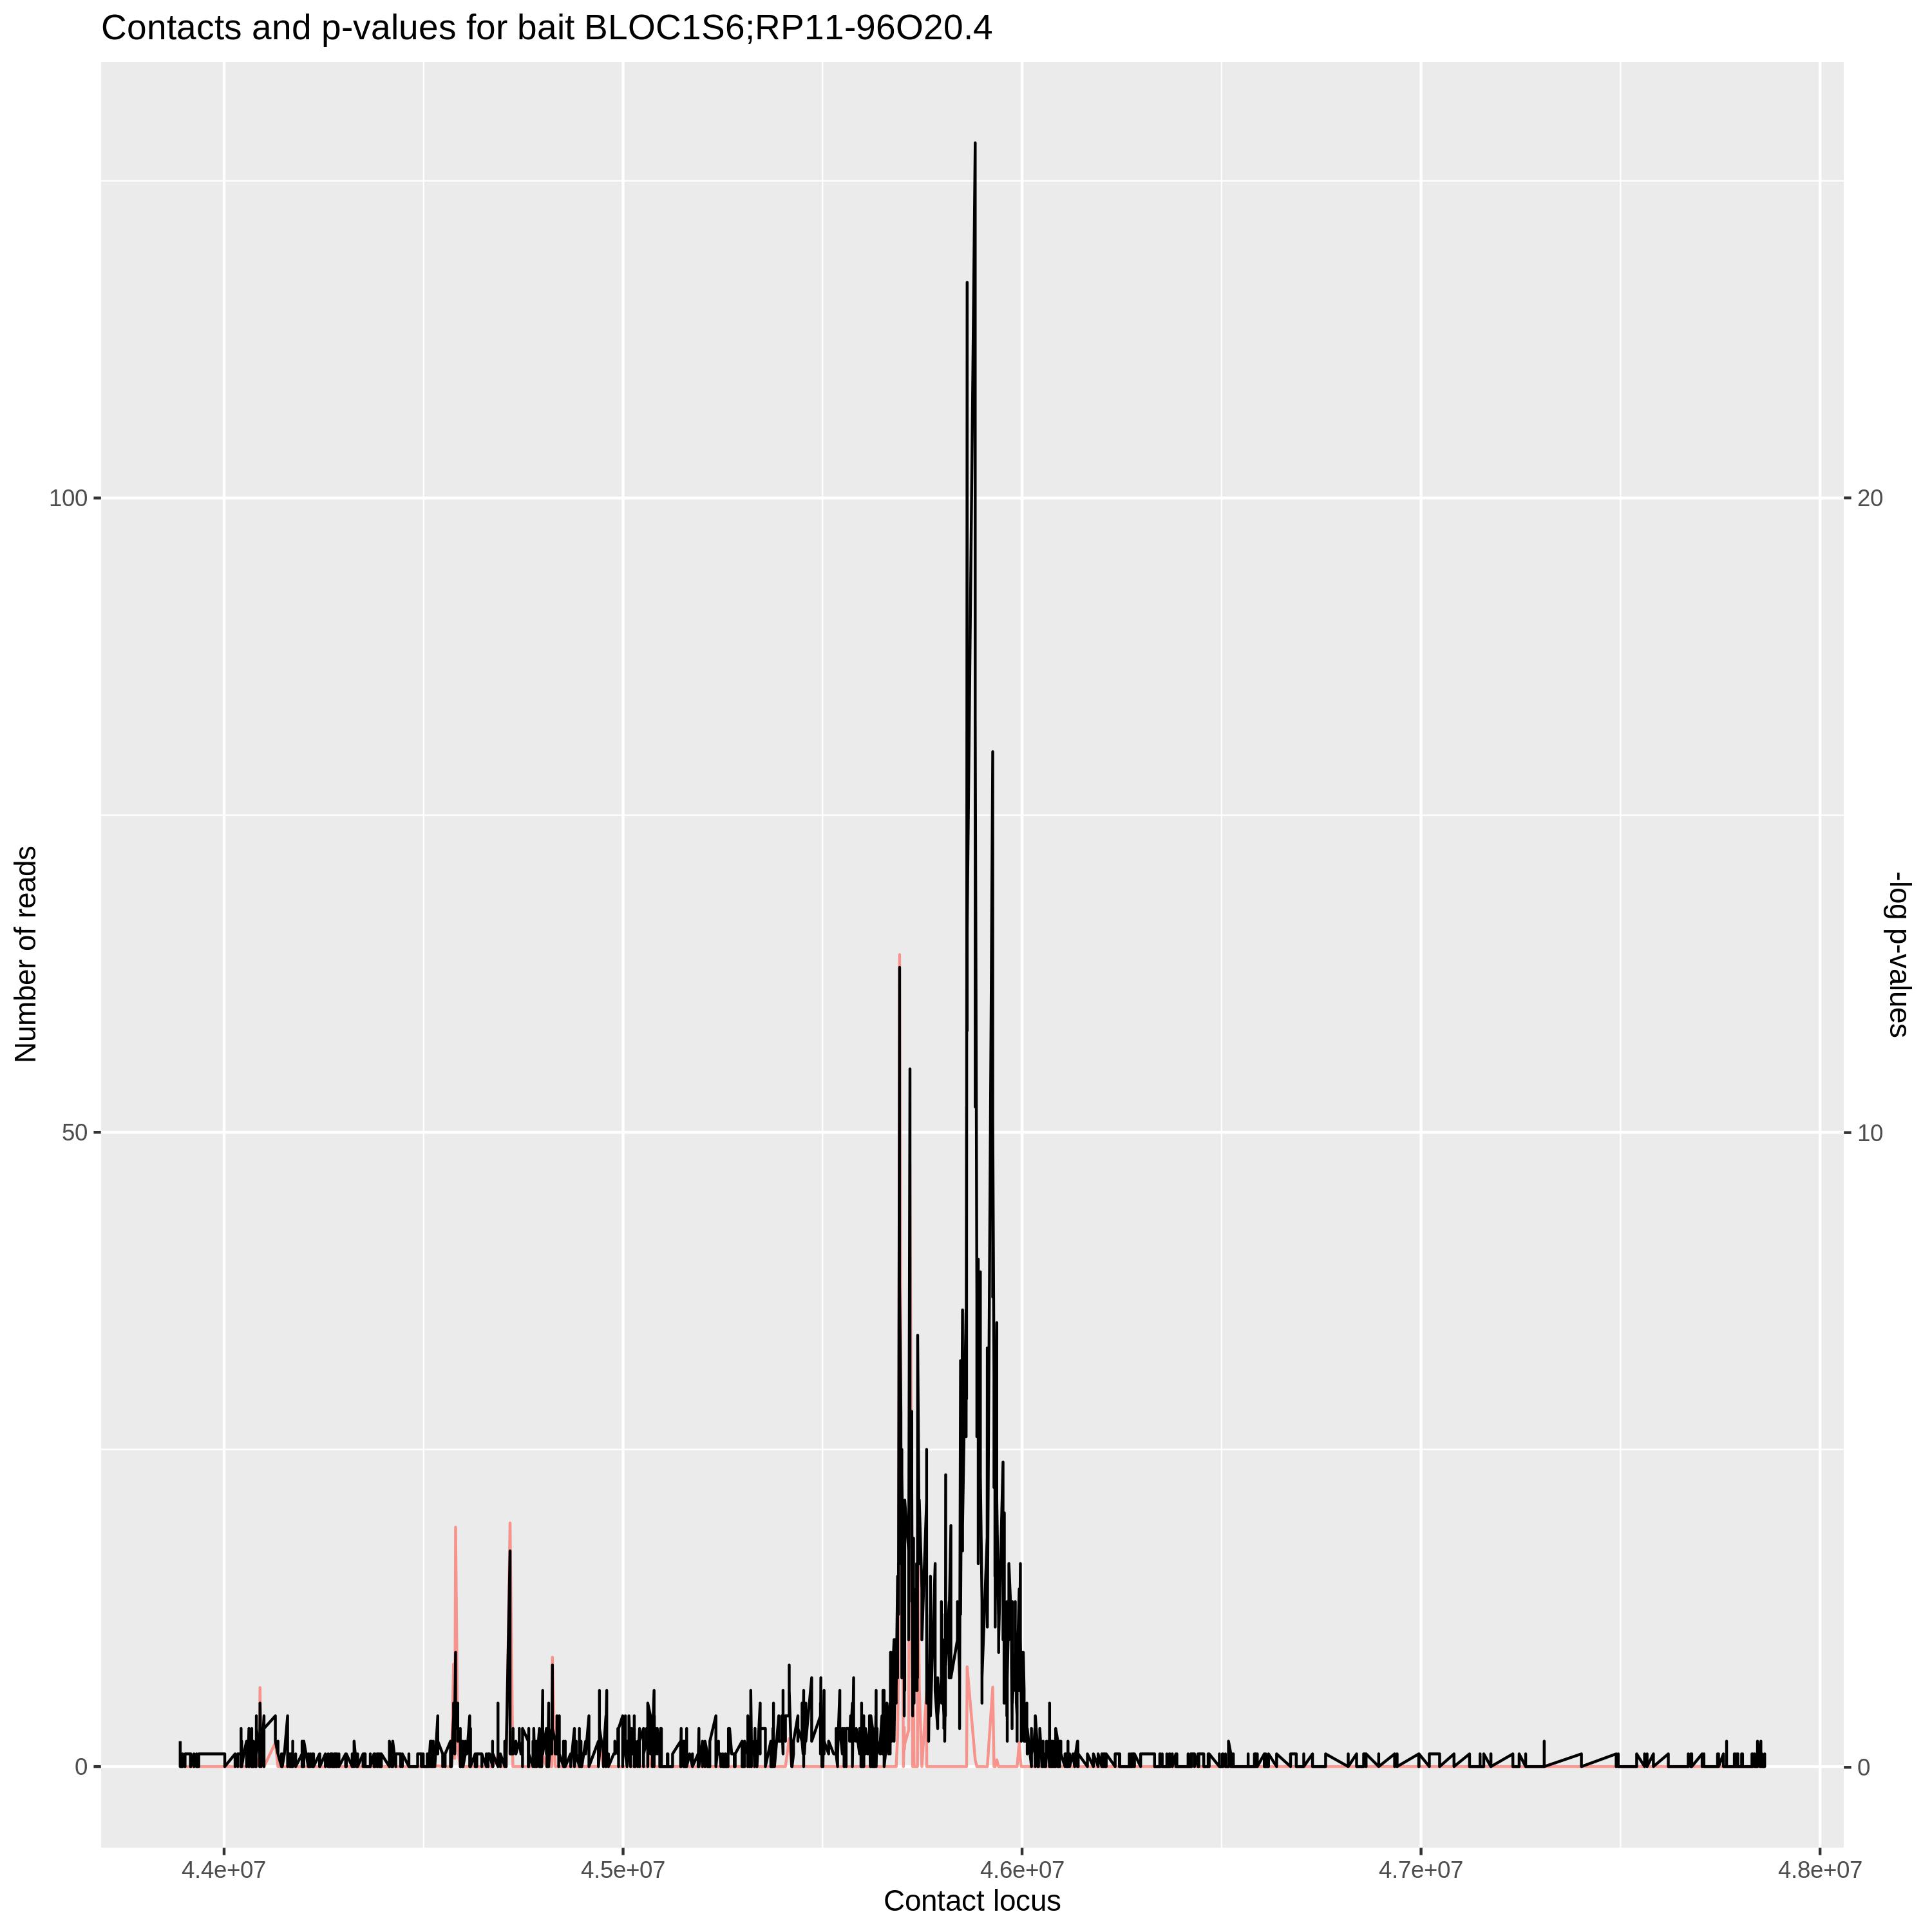 Contacts and p-values for bait BLOC1S6;RP11-96O20.4
100
50
0
20
10
0
Number of reads
-log p-values
4.4e+07
4.5e+07
4.6e+07
4.7e+07
4.8e+07
Contact locus